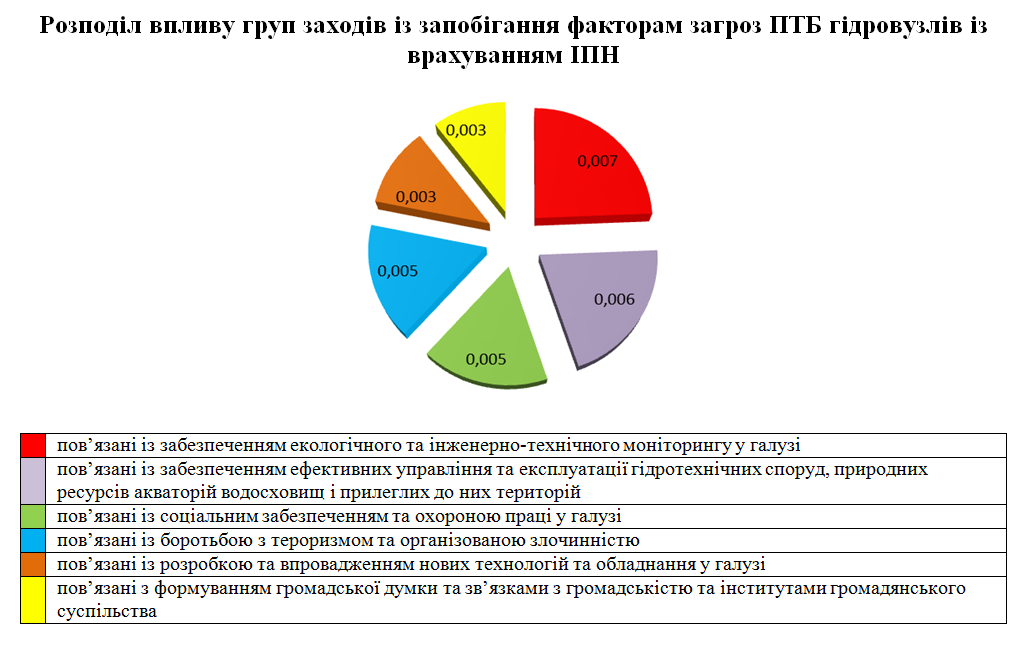 Розподіл впливу груп заходів із запобігання факторам загроз ПТБ гідровузлів із
врахуванням ІПН
0,003
0,007
0,003
0,005
0,006
0,005
пов’язані із забезпеченням екологічного та інженерно-технічного моніторингу у галузі
пов’язані із забезпеченням ефективних управління та експлуатації гідротехнічних споруд, природних
ресурсів акваторій водосховищ і прилеглих до них територій
пов’язані із соціальним забезпеченням та охороною праці у галузі
пов’язані із боротьбою з тероризмом та організованою злочинністю
пов’язані із розробкою та впровадженням нових технологій та обладнання у галузі
пов’язані з формуванням громадської думки та зв’язками з громадськістю та інститутами громадянського
суспільства